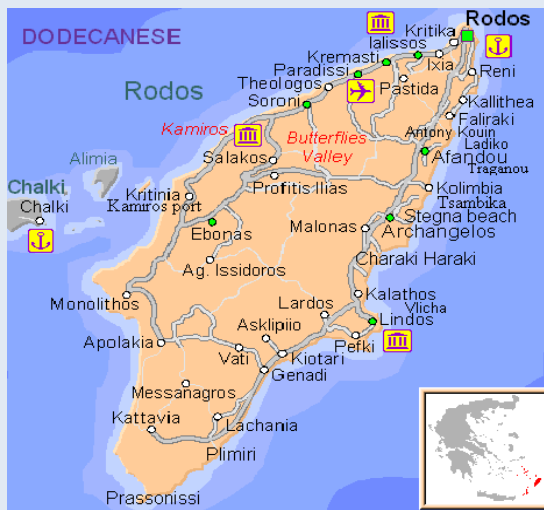 DODECANESE
Rodos
Kritika
Ialissos
Ixia
Kremasti
Paradissi
Reni
Theologos
Pastida
Rodos
Soroni
Kallithea
Faliraki
Kamiros
Butterflies
Valley
Antony Kouin
Ladiko
Afandou
Traganou
Salakos
Alimia
Profitis Ilias
Kolimbia
Chalki
Kritinia
Tsambika
Chalki
Kamiros port
Stegna beach
Ebonas
Malonas
Archangelos
Ag. Issidoros
Charaki Haraki
Monolithos
Kalathos
Lardos
Vlicha
Lindos
Asklipiio
Apolakia
Pefki
Vati
Kiotari
Genadi
Messanagros
Kattavia
Lachania
Plimiri
Prassonissi